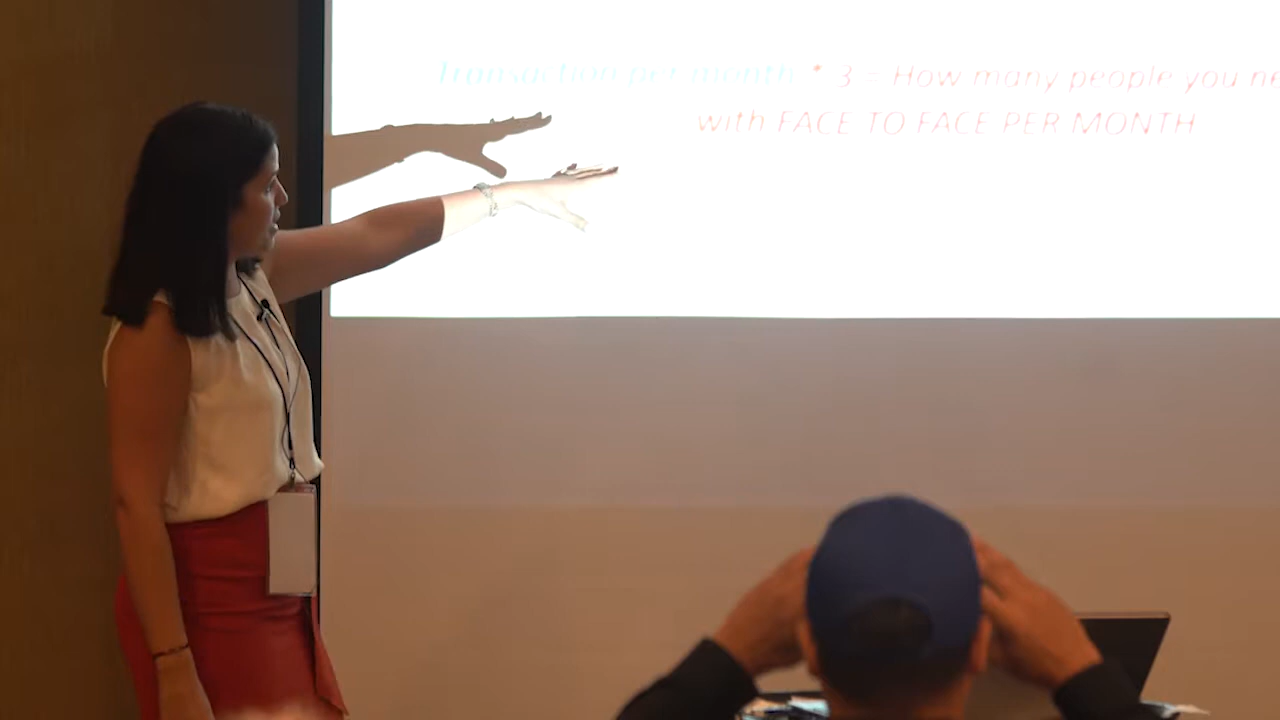 Transaction per month * 3 = How many people you ne
with FACE TO FACE PER MONTH